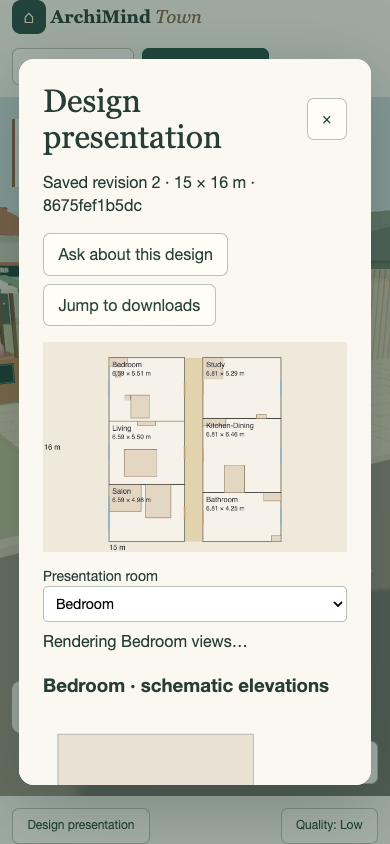 ArchiMind Town
Design
presentation
×
Saved revision 2 · 15 × 16 m ·
8675fef1b5dc
Ask about this design
Jump to downloads
Bedroom
6.59 × 5.51 m
Study
6.81 × 5.29 m
Living
6.59 × 5.50 m
Kitchen-Dining
6.81 × 6.46 m
16 m
Salon
6.59 × 4.98 m
Bathroom
6.81 × 4.25 m
15 m
Presentation room
Bedroom
Rendering Bedroom views…
Bedroom · schematic elevations
Design presentation
Quality: Low